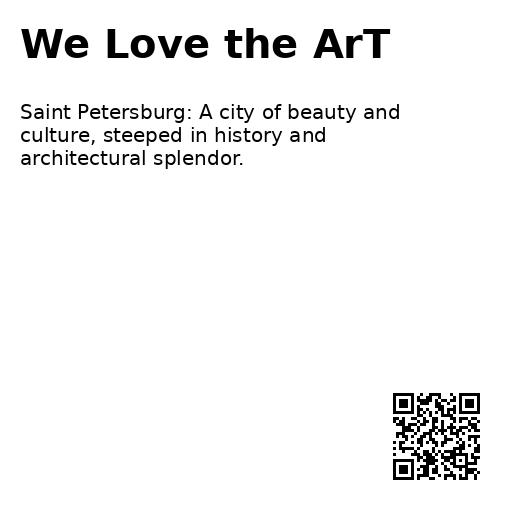 We Love the ArT
Saint Petersburg: A city of beauty and
culture, steeped in history and
architectural splendor.